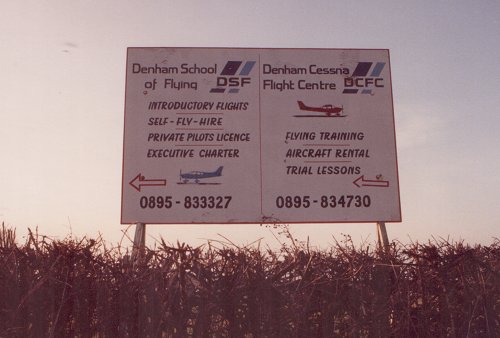 Denham School
of Flying
DSF
INTRODUCTORY FLIGHTS
SELF-FLY-HIRE
PRIVATE PILOTS LICENCE
EXECUTIVE CHARTER
0895-833327
Denham Cessna
Flight Centre
DCFC
FLYING TRAINING
AIRCRAFT RENTAL
TRIAL LESSONS
0895-834730